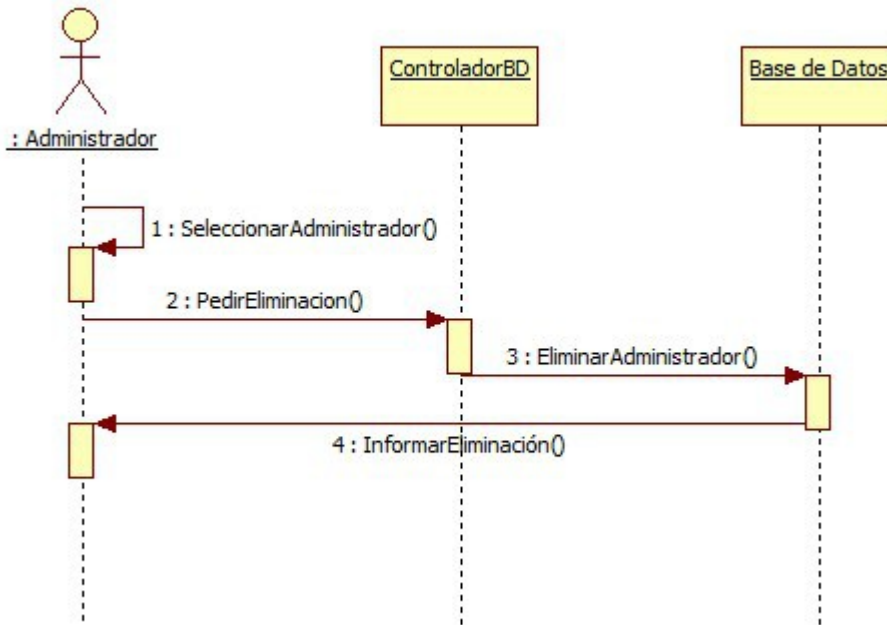 ControladorBD
Base de Datos
: Administrador
1 : SeleccionarAdministrador()
2 : PedirEliminacion()
3 : EliminarAdministrador()
4 : InformarEliminación()